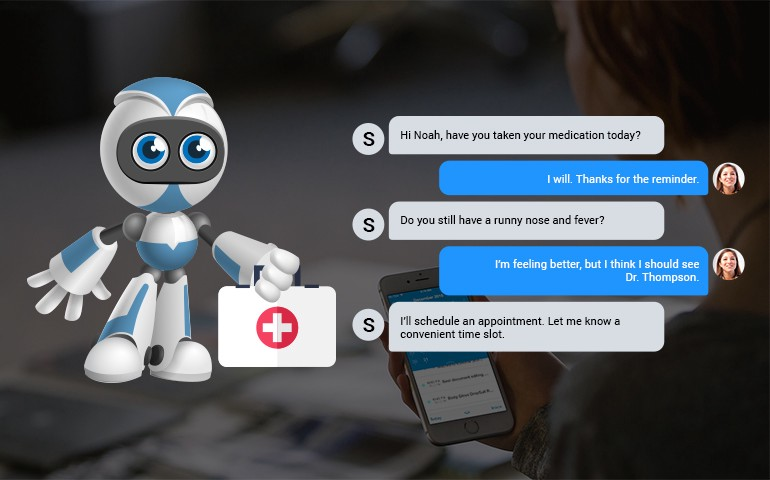 S
Hi Noah, have you taken your medication today?
I will. Thanks for the reminder.
S
Do you still have a runny nose and fever?
I'm feeling better, but I think I should see
Dr. Thompson.
S
I'll schedule an appointment. Let me know a
convenient time slot.